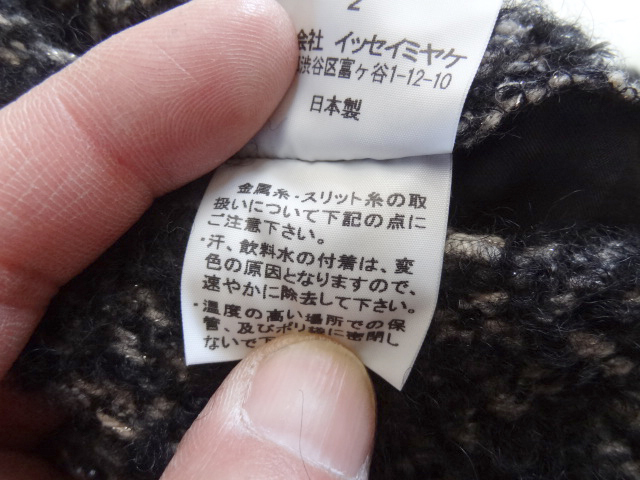 2
会社 イッセイミヤケ
渋谷区富ケ谷1-12-10
日本製
金属糸・スリット糸の取
扱いについて下記の点に
ご注意下さい。
・汗、飲料水の付着は、変
色の原因となりますので、
速やかに除去して下さい。
・温度の高い場所での保
管、及びポリ袋に密閉し
ないで下